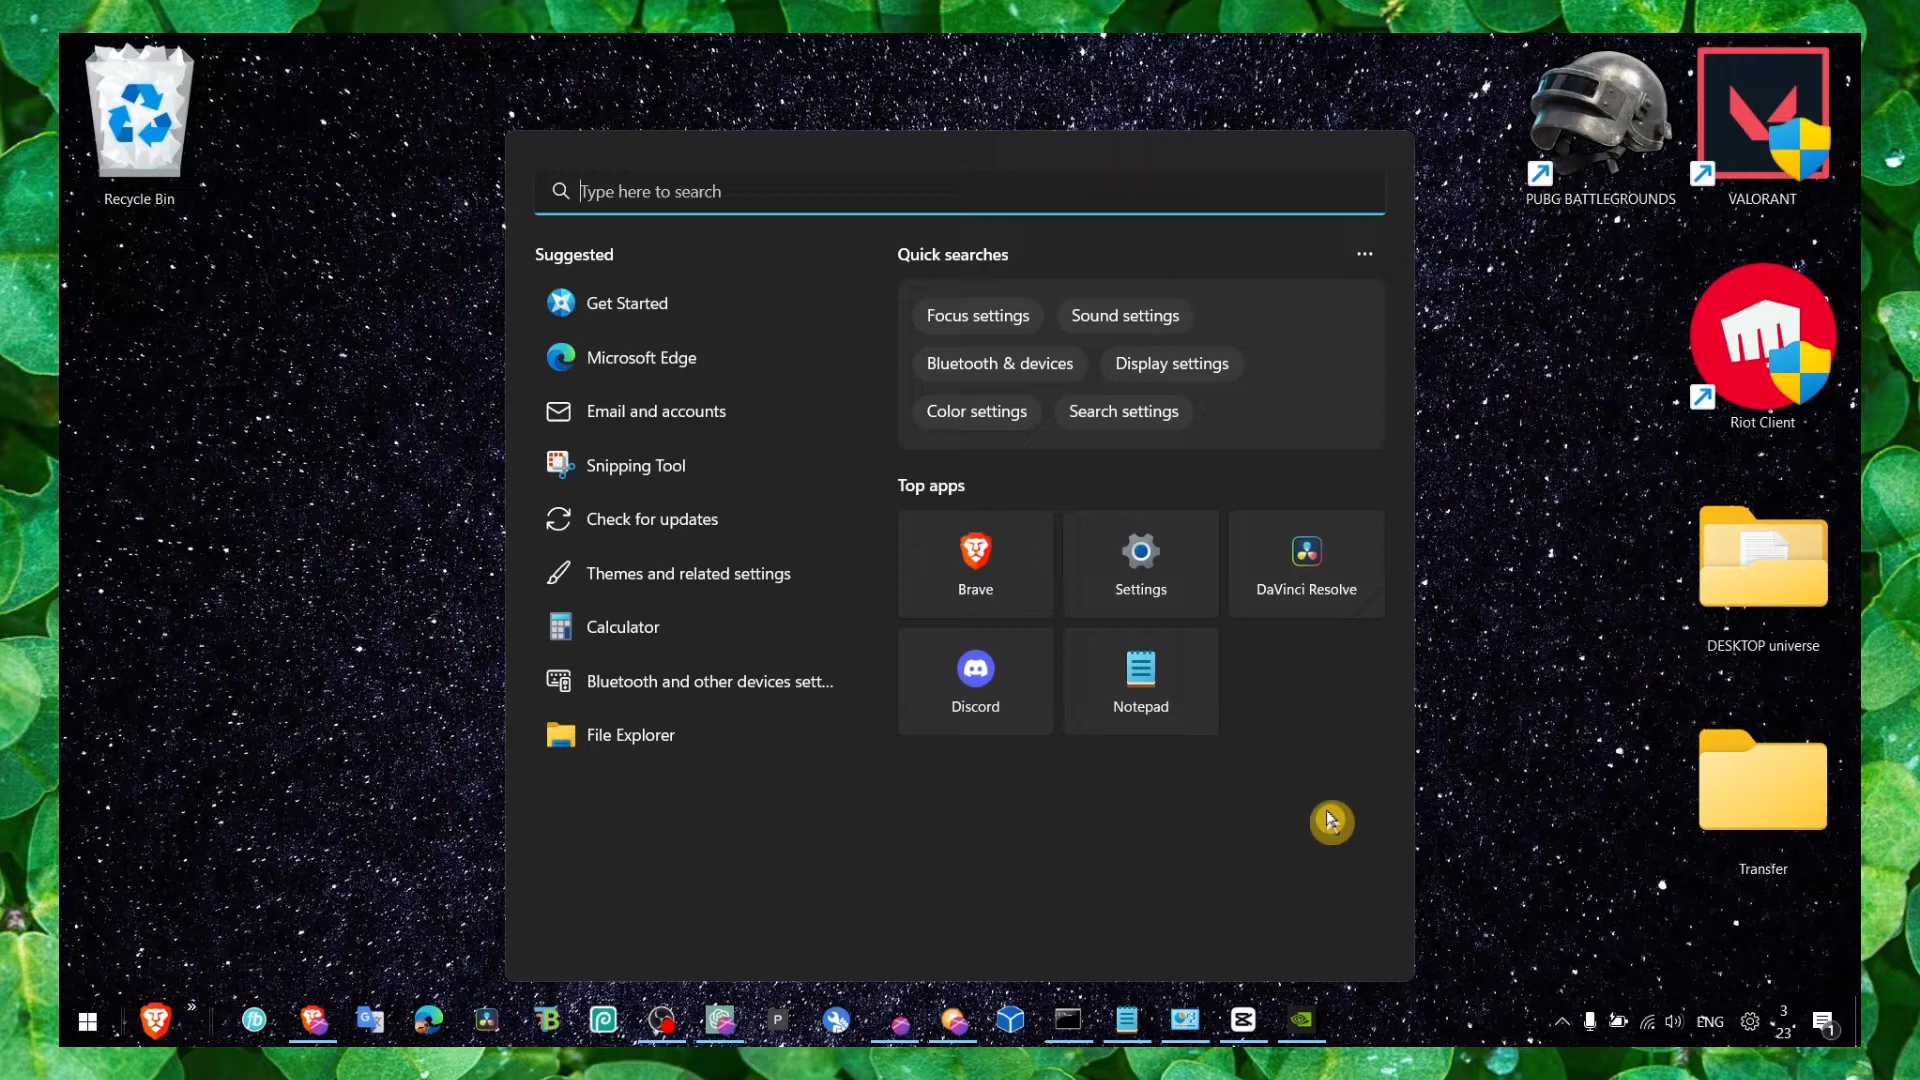 Recycle Bin
PUBG BATTLEGROUNDS
VALORANT
Type here to search
Suggested
Get Started
Microsoft Edge
Email and accounts
Snipping Tool
Check for updates
Themes and related settings
Calculator
Bluetooth and other devices sett...
File Explorer
Quick searches
Focus settings
Sound settings
Bluetooth & devices
Display settings
Color settings
Search settings
Top apps
Brave
Settings
DaVinci Resolve
Discord
Notepad
Riot Client
DESKTOP universe
Transfer
ENG
3
23
1